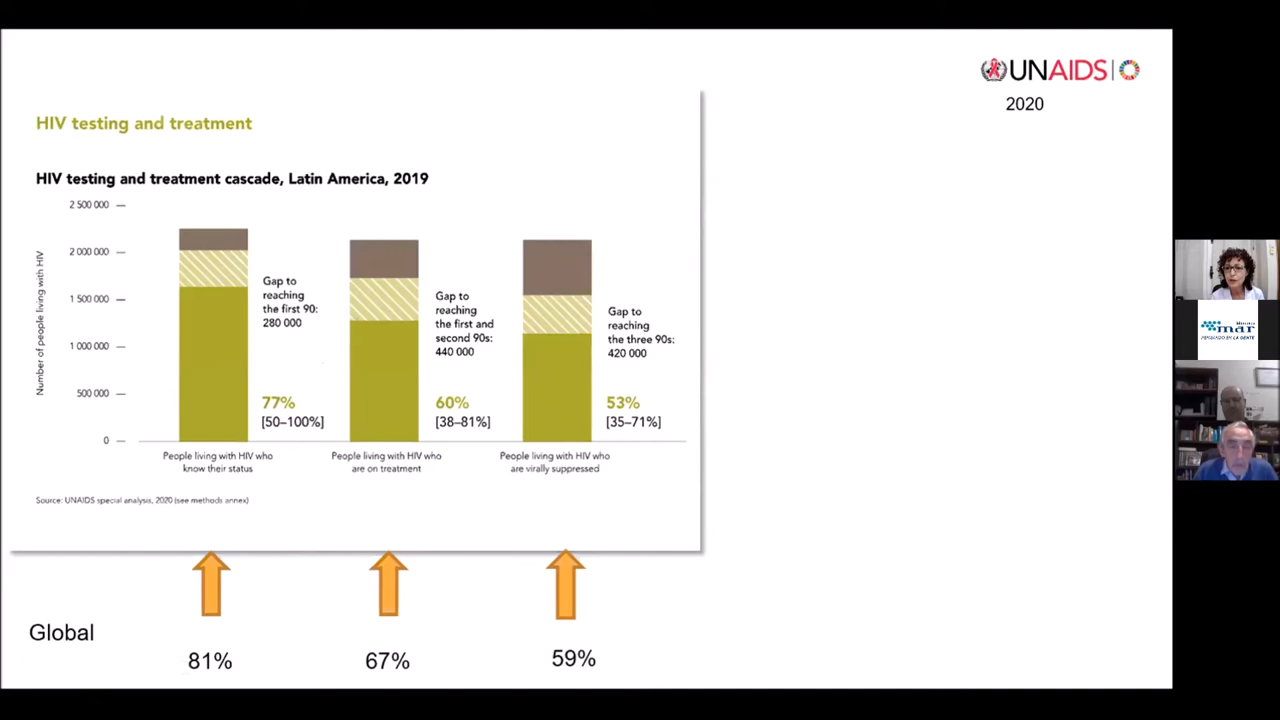 UNAIDS
2020
HIV testing and treatment
HIV testing and treatment cascade, Latin America, 2019
Number of people living with HIV
2 500 000
2 000 000
1 500 000
1 000 000
500 000
0
Gap to
reaching
the first 90:
280 000
77%
[50–100%]
Gap to
reaching
the first and
second 90s:
440 000
60%
[38–81%]
Gap to
reaching
the three 90s:
420 000
53%
[35–71%]
People living with HIV who
know their status
People living with HIV who
are on treatment
People living with HIV who
are virally suppressed
Source: UNAIDS special analysis, 2020 (see methods annex)
Global
81%
67%
59%
mar
PENSANDO EN LA GENTE